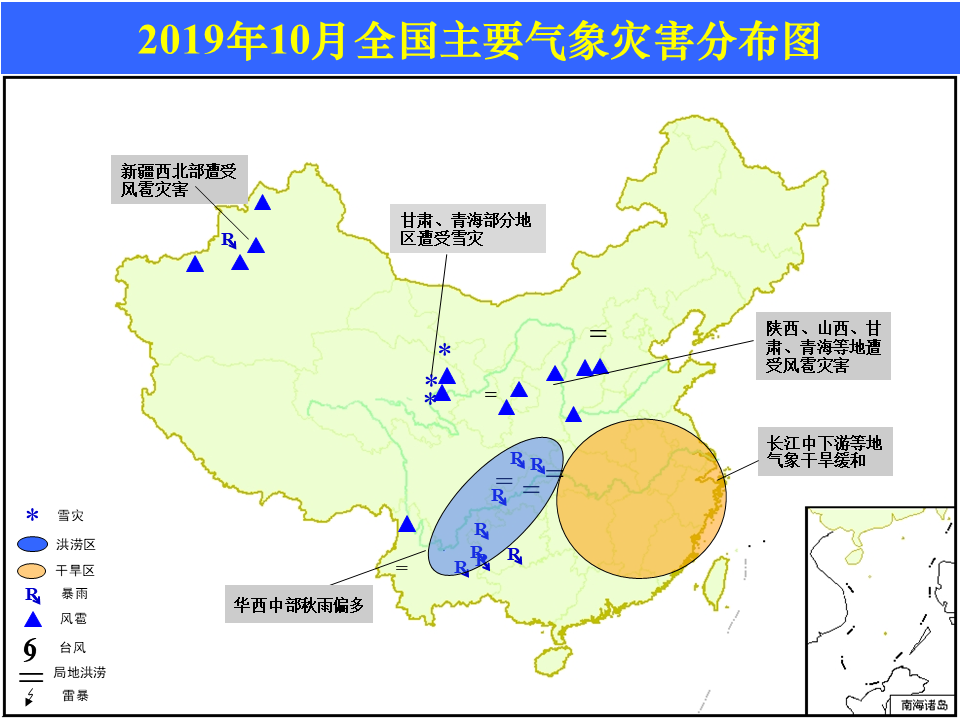 2019年10月全国主要气象灾害分布图
新疆西北部遭受
风雹灾害
甘肃、青海部分地
区遭受雪灾
陕西、山西、甘
肃、青海等地遭
受风雹灾害
长江中下游等地
气象干旱缓和
华西中部秋雨偏多
雪灾
洪涝区
干旱区
暴雨
风雹
台风
局地洪涝
雷暴
南海诸岛